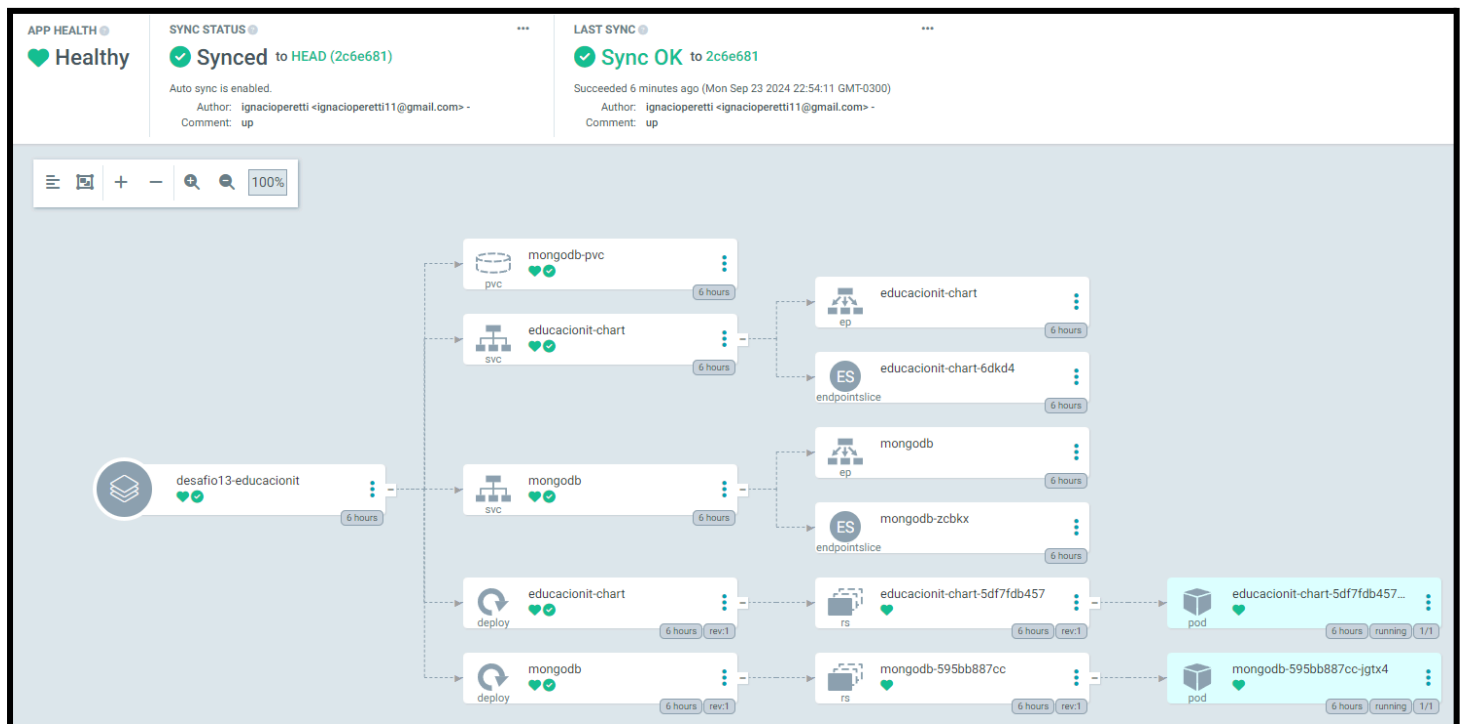 APP HEALTH
Healthy
SYNC STATUS
Synced to HEAD (2c6e681)
Auto sync is enabled.
Author: ignacioperetti <ignacioperetti11@gmail.com> -
Comment: up
LAST SYNC
Sync OK to 2c6e681
Succeeded 6 minutes ago (Mon Sep 23 2024 22:54:11 GMT-0300)
Author: ignacioperetti <ignacioperetti11@gmail.com> -
Comment: up
100%
desafio13-educacionit
6 hours
mongodb-pvc
pvc
6 hours
educacionit-chart
svc
6 hours
educacionit-chart
ep
6 hours
educacionit-chart-6dkd4
ES
endpointslice
6 hours
mongodb
svc
6 hours
mongodb
ep
6 hours
mongodb-zcbkx
ES
endpointslice
6 hours
educacionit-chart
deploy
6 hours rev:1
educacionit-chart-5df7fdb457
rs
6 hours rev:1
educacionit-chart-5df7fdb457...
pod
6 hours running 1/1
mongodb
deploy
6 hours rev:1
mongodb-595bb887cc
rs
6 hours rev:1
mongodb-595bb887cc-jgtx4
pod
6 hours running 1/1